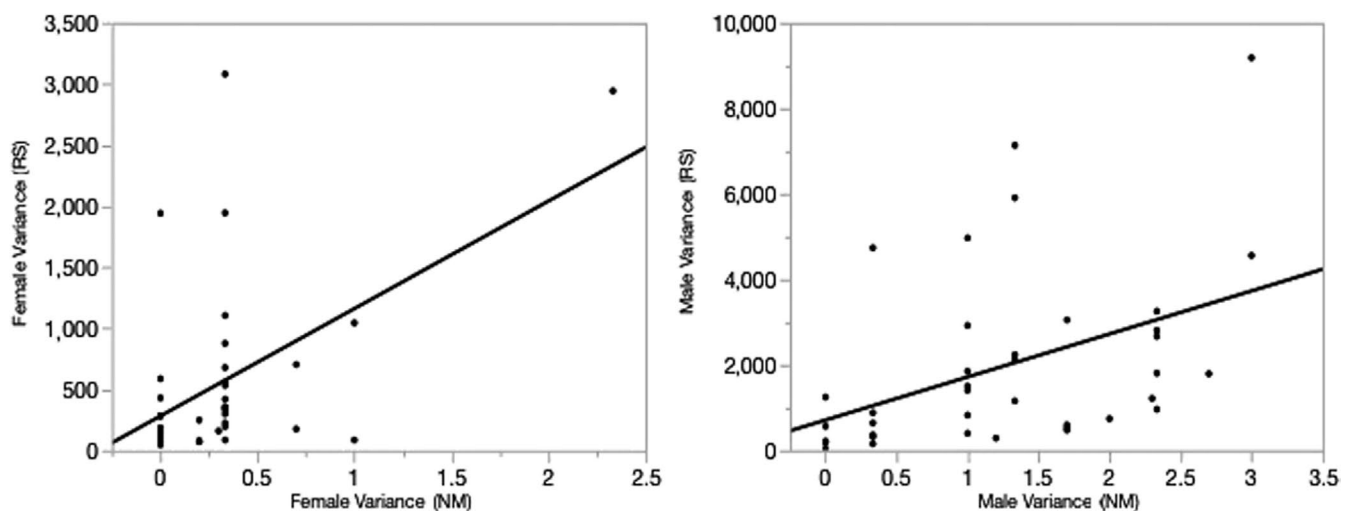 3,500
3,000
2,500
2,000
1,500
1,000
500
0
Female Variance (RS)
0 0.5 1 1.5 2 2.5
Female Variance (NM)
10,000
8,000
6,000
4,000
2,000
0
Male Variance (RS)
0 0.5 1 1.5 2 2.5 3 3.5
Male Variance (NM)